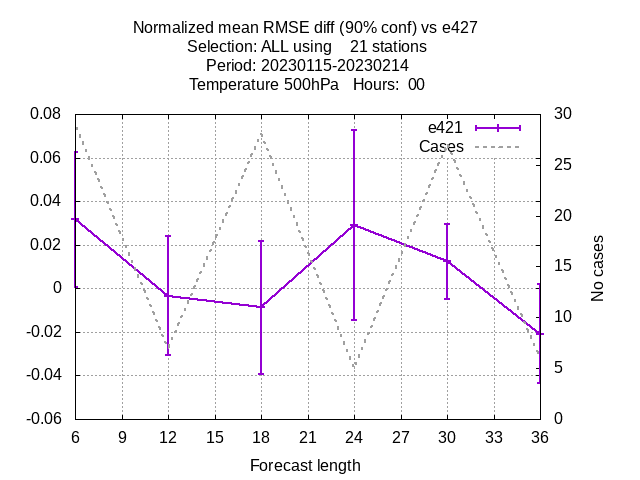 Normalized mean RMSE diff (90% conf) vs e427
Selection: ALL using    21 stations
Period: 20230115-20230214
Temperature 500hPa   Hours:  00
e421
Cases
0.08
0.06
0.04
0.02
0
-0.02
-0.04
-0.06
30
25
20
15
10
5
0
No cases
6 9 12 15 18 21 24 27 30 33 36
Forecast length